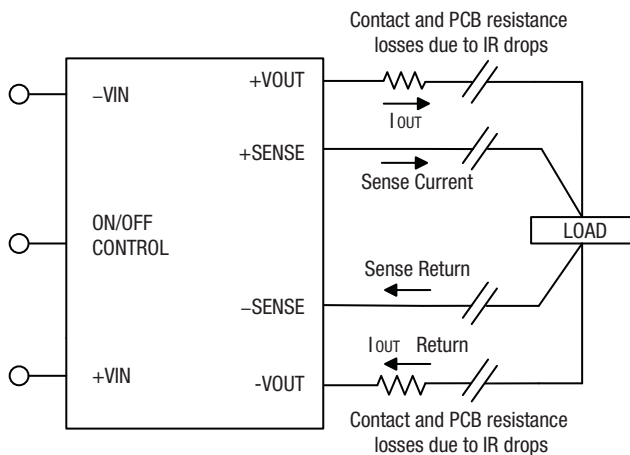 Contact and PCB resistance
losses due to IR drops
+VOUT
–VIN
IOUT
+SENSE
Sense Current
ON/OFF
CONTROL
LOAD
Sense Return
–SENSE
IOUT Return
+VIN
-VOUT
Contact and PCB resistance
losses due to IR drops